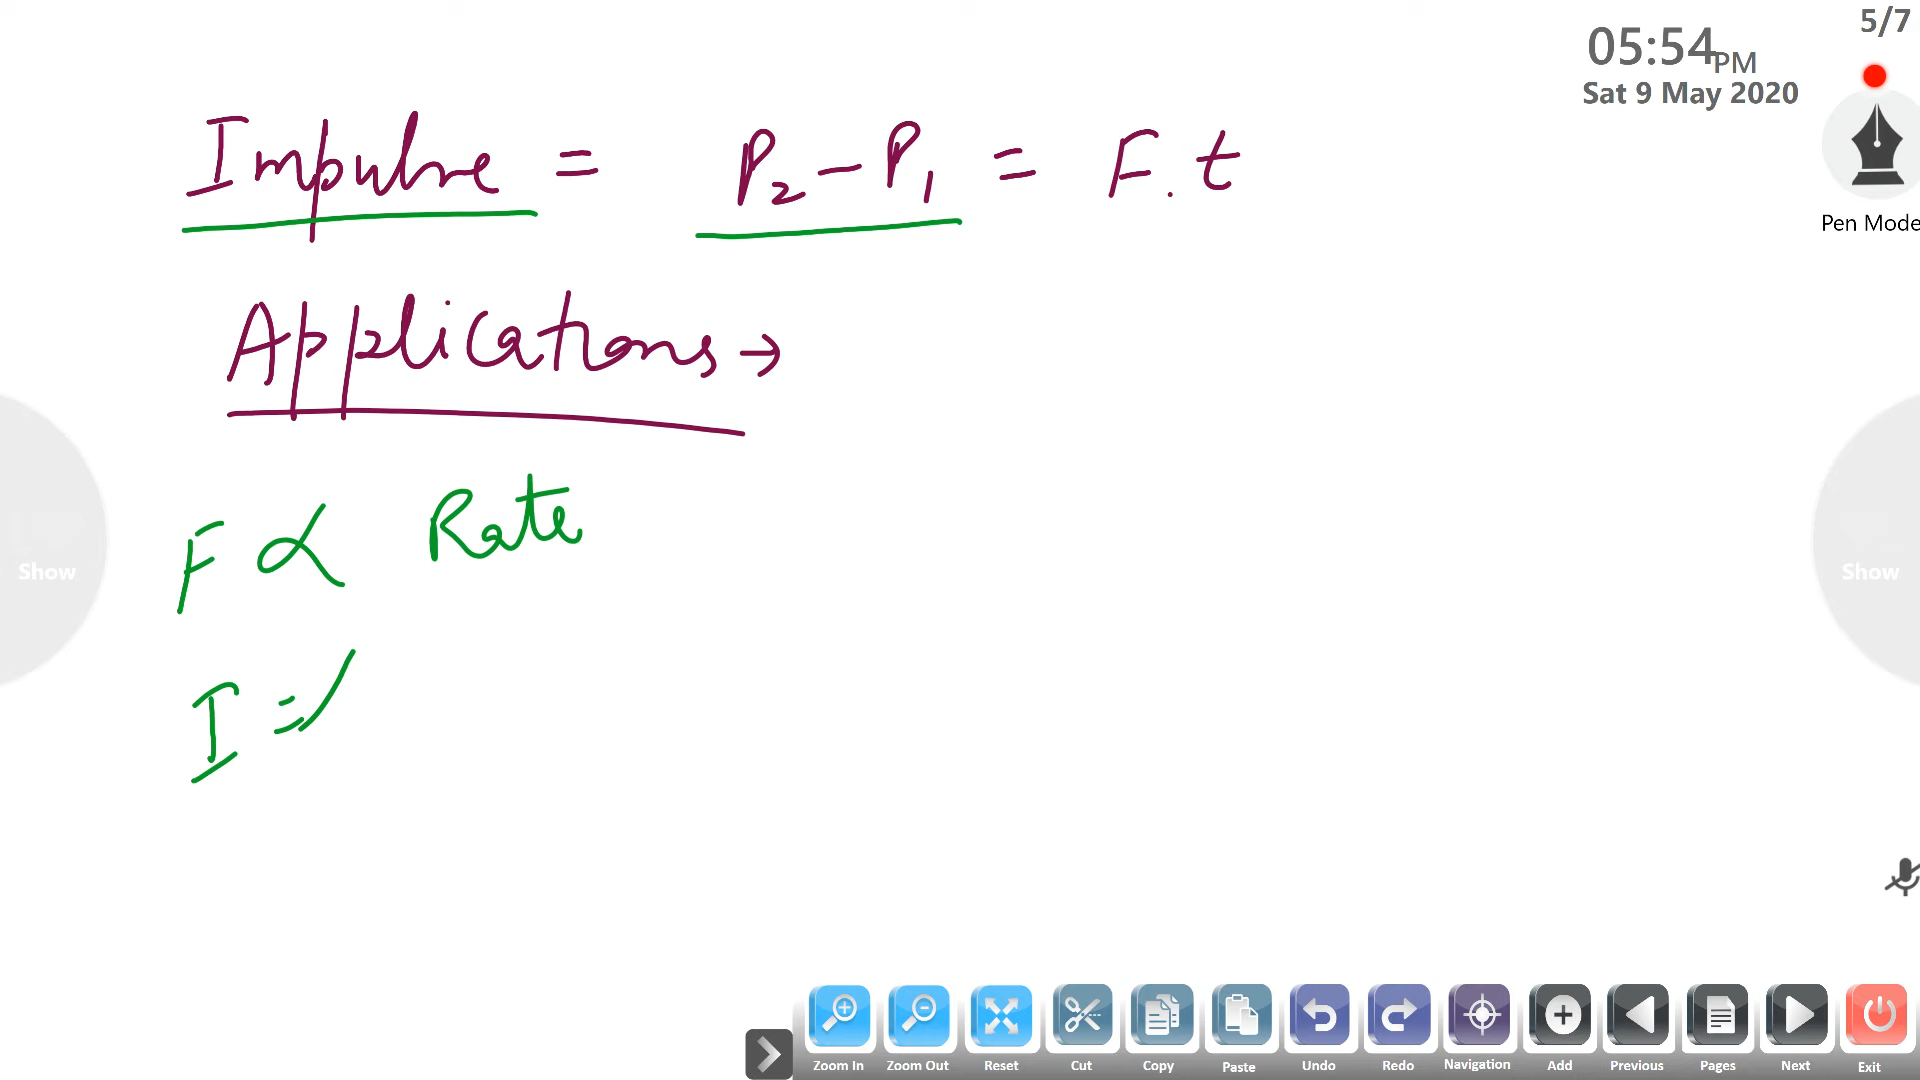 5/7
05:54PM
Sat 9 May 2020
Pen Mode
Impulse = P₂ - P₁ = F.t
Applications →
F ∝ Rate
I =
Show
Show
Zoom In Zoom Out Reset Cut Copy Paste Undo Redo Navigation Add Previous Pages Next Exit